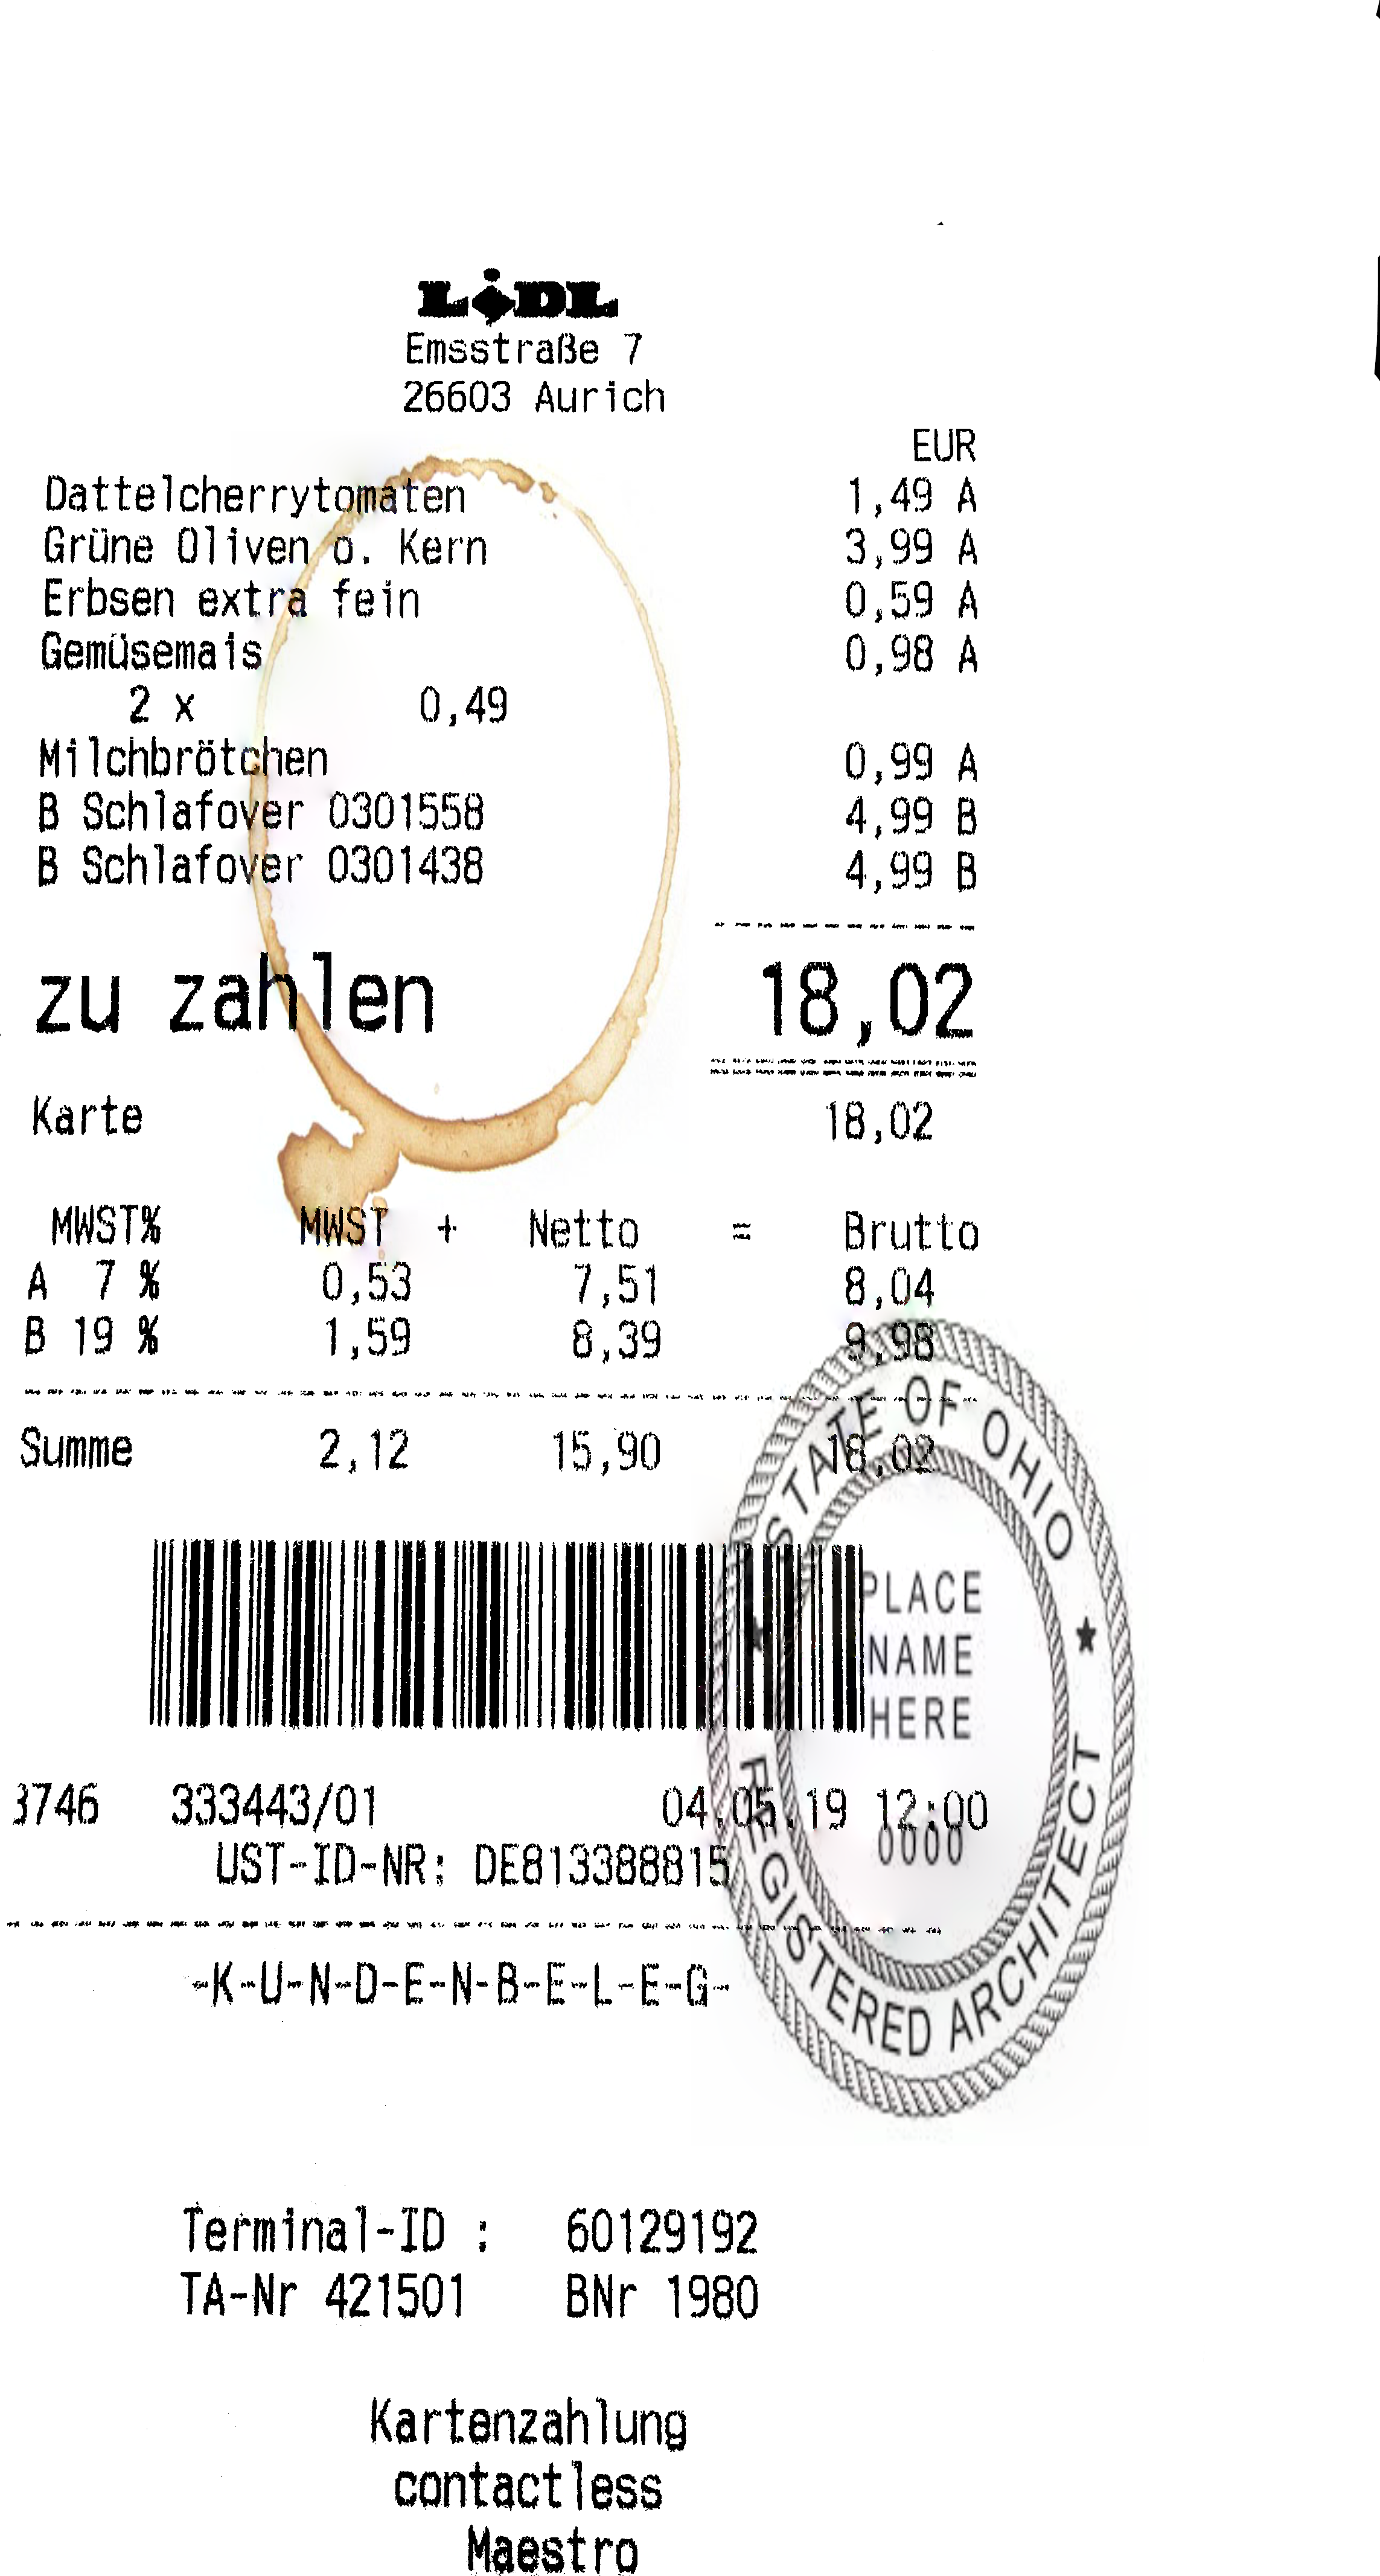 LiDL
Emsstraße 7
26603 Aurich
EUR
Dattelcherrytomaten 1,49 A
Grüne Oliven o. Kern 3,99 A
Erbsen extra fein 0,59 A
Gemüsemais 0,98 A
2 x 0,49
Milchbrötchen 0,99 A
B Schlafover 0301558 4,99 B
B Schlafover 0301438 4,99 B
zu zahlen 18,02
Karte 18,02
MWST% MWST + Netto = Brutto
A 7 % 0,53 7,51 8,04
B 19 % 1,59 8,39 9,98
Summe 2,12 15,90 18,02
STATE OF OHIO
PLACE
NAME
HERE
0000
REGISTERED ARCHITECT
3746 333443/01 04.05.19 12:00
UST-ID-NR: DE813388815
-K-U-N-D-E-N-B-E-L-E-G-
Terminal-ID : 60129192
TA-Nr 421501 BNr 1980
Kartenzahlung
contactless
Maestro